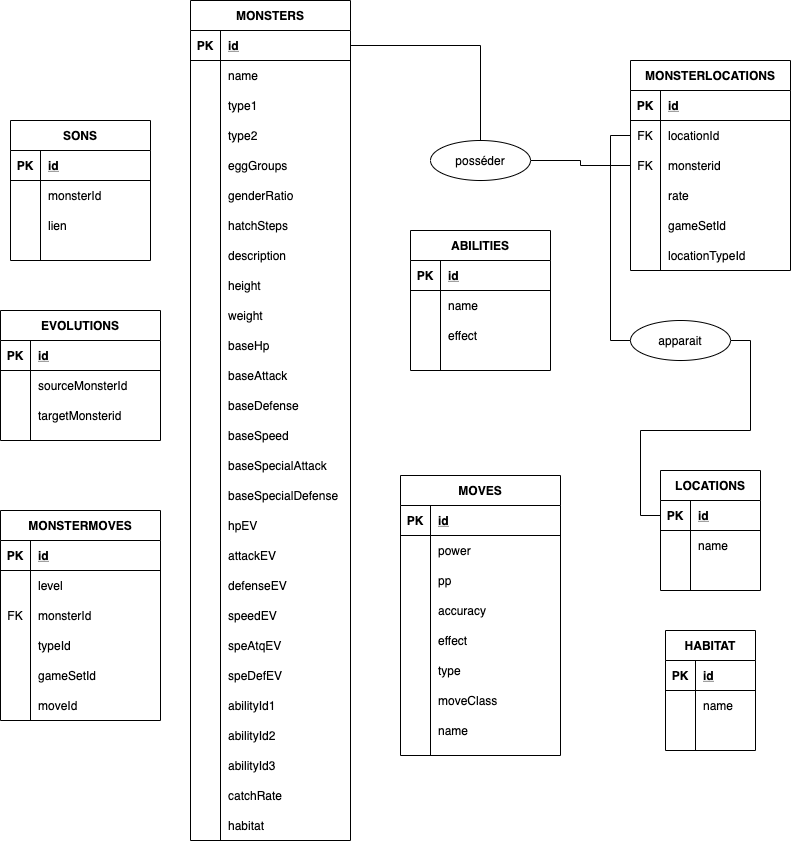 MONSTERS
PK id
name
type1
type2
eggGroups
genderRatio
hatchSteps
description
height
weight
baseHp
baseAttack
baseDefense
baseSpeed
baseSpecialAttack
baseSpecialDefense
hpEV
attackEV
defenseEV
speedEV
speAtqEV
speDefEV
abilityId1
abilityId2
abilityId3
catchRate
habitat
SONS
PK id
monsterId
lien
EVOLUTIONS
PK id
sourceMonsterId
targetMonsterid
MONSTERMOVES
PK id
level
FK monsterId
typeId
gameSetId
moveId
posséder
MONSTERLOCATIONS
PK id
FK locationId
FK monsterid
rate
gameSetId
locationTypeId
ABILITIES
PK id
name
effect
apparait
MOVES
PK id
power
pp
accuracy
effect
type
moveClass
name
LOCATIONS
PK id
name
HABITAT
PK id
name